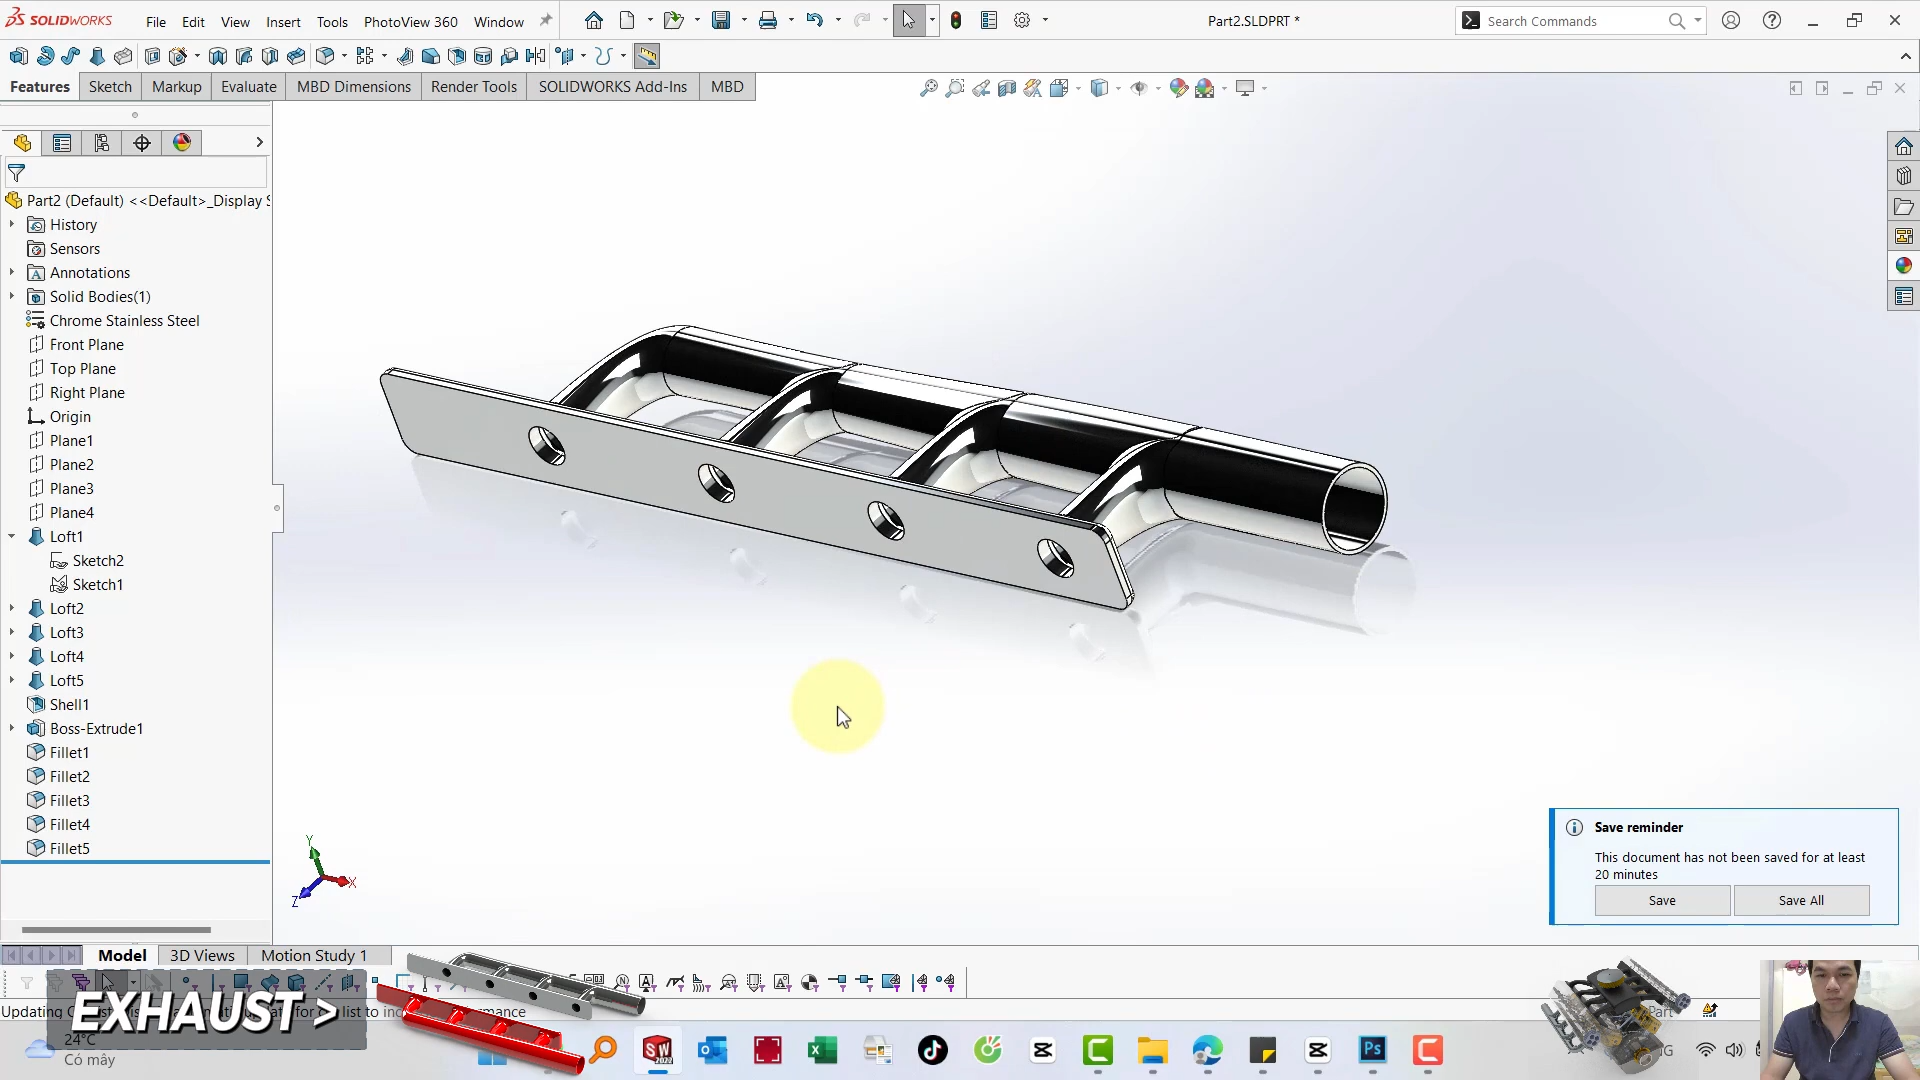 SOLIDWORKS File Edit View Insert Tools PhotoView 360 Window Part2.SLDPRT * Search Commands
Features Sketch Markup Evaluate MBD Dimensions Render Tools SOLIDWORKS Add-Ins MBD
Part2 (Default) <<Default>_Display S
History
Sensors
Annotations
Solid Bodies(1)
Chrome Stainless Steel
Front Plane
Top Plane
Right Plane
Origin
Plane1
Plane2
Plane3
Plane4
Loft1
Sketch2
Sketch1
Loft2
Loft3
Loft4
Loft5
Shell1
Boss-Extrude1
Fillet1
Fillet2
Fillet3
Fillet4
Fillet5
Y
X
Z
Save reminder
This document has not been saved for at least
20 minutes
Save Save All
Model 3D Views Motion Study 1
EXHAUST >
24°C
Có mây